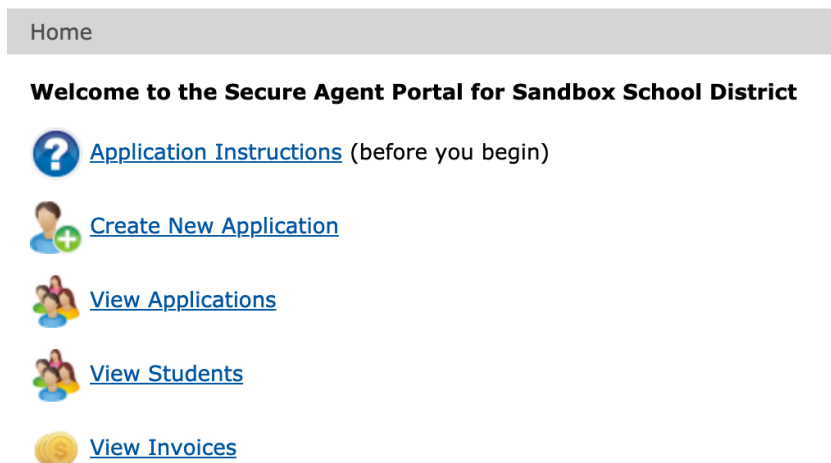 Home
Welcome to the Secure Agent Portal for Sandbox School District
? Application Instructions (before you begin)
Create New Application
View Applications
View Students
$ View Invoices